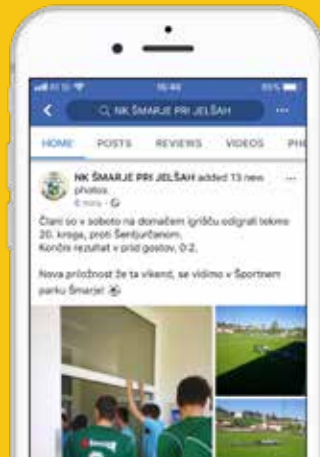 16:46
NK ŠMARJE PRI JELŠAH
HOME POSTS REVIEWS VIDEOS
NK ŠMARJE PRI JELŠAH added 13 new
photos.
Člani so v soboto na domačem igrišču odigrali tekmo
20. kroga, proti Šentjurčanom.
Končni rezultat v prid gostov, 0:2.
Nova priložnost že ta vikend, se vidimo v Športnem
parku Šmarje!